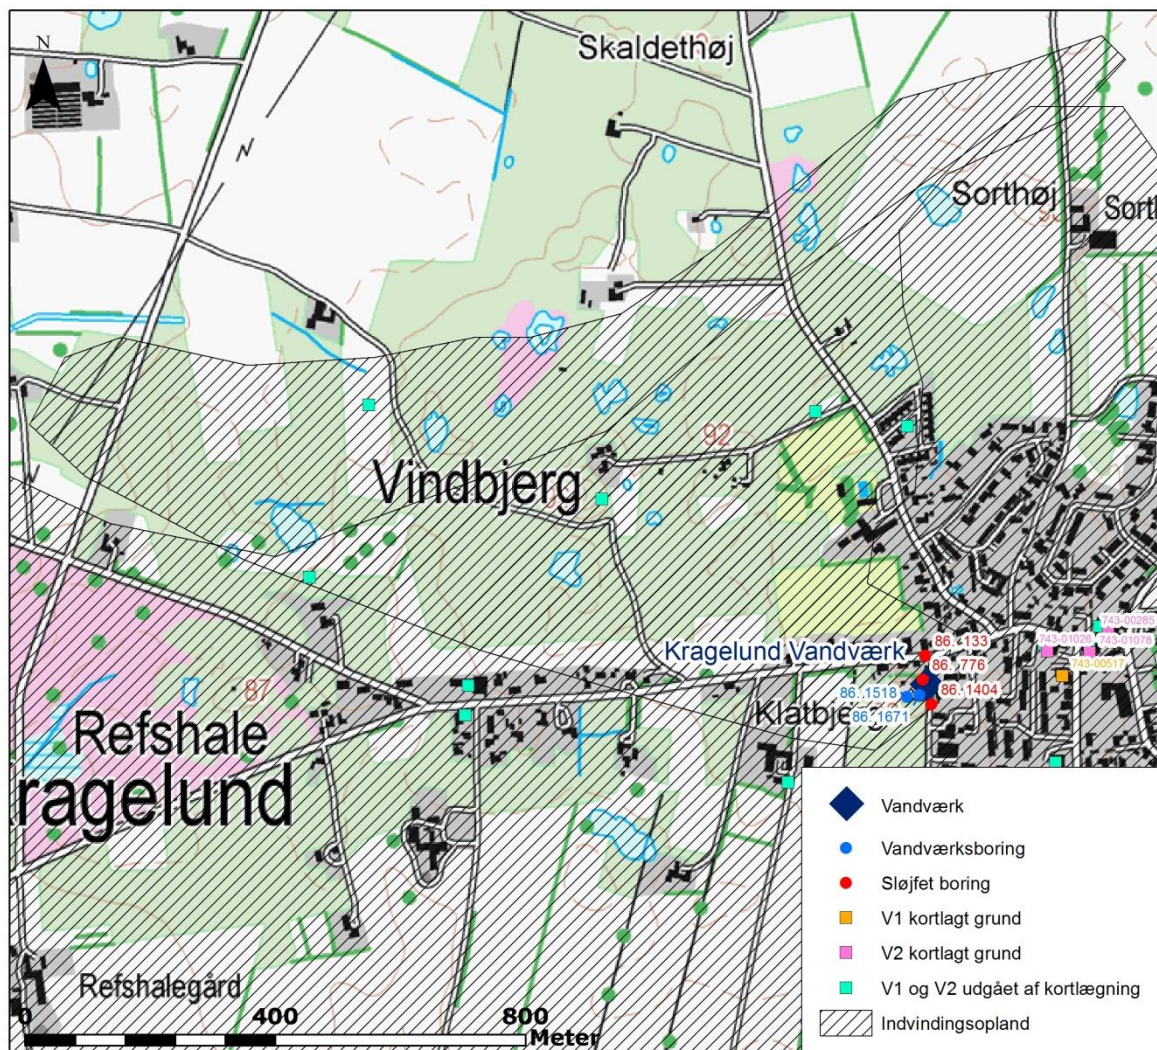 N
Skaldethøj
N
Sorthøj
Sorth
92
Vindbjerg
743-00285
743-01026
743-01078
743-00517
86. 133
Kragelund Vandværk
86. 776
86. 1518
86. 1404
86. 1671
Klatbje
87
Refshale
ragelund
Refshalegård
0 400 800
Meter
Vandværk
Vandværksboring
Sløjfet boring
V1 kortlagt grund
V2 kortlagt grund
V1 og V2 udgået af kortlægning
Indvindingsopland